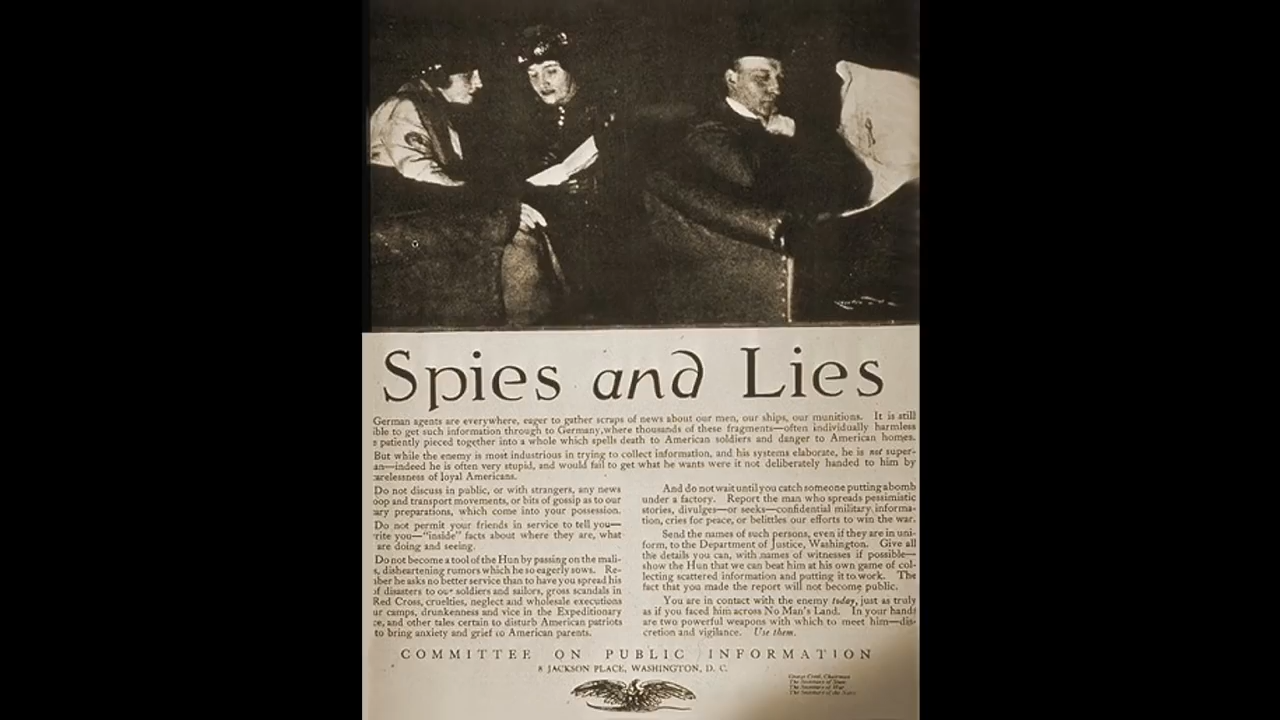 Spies and Lies
German agents are everywhere, eager to gather scraps of news about our men, our ships, our munitions. It is still
ible to get such information through to Germany, where thousands of these fragments—often individually harmless
e patiently pieced together into a whole which spells death to American soldiers and danger to American homes.
But while the enemy is most industrious in trying to collect information, and his systems elaborate, he is not super-
an—indeed he is often very stupid, and would fail to get what he wants were it not deliberately handed to him by
carelessness of loyal Americans.
Do not discuss in public, or with strangers, any news
oop and transport movements, or bits of gossip as to our
ary preparations, which come into your possession.
Do not permit your friends in service to tell you—
rite you—"inside" facts about where they are, what
are doing and seeing.
Do not become a tool of the Hun by passing on the mali-
s, disheartening rumors which he so eagerly sows. Re-
ber he asks no better service than to have you spread his
of disasters to our soldiers and sailors, gross scandals in
Red Cross, cruelties, neglect and wholesale executions
ur camps, drunkenness and vice in the Expeditionary
ce, and other tales certain to disturb American patriots
to bring anxiety and grief to American parents.
And do not wait until you catch someone putting a bomb
under a factory. Report the man who spreads pessimistic
stories, divulges—or seeks—confidential military informa-
tion, cries for peace, or belittles our efforts to win the war.
Send the names of such persons, even if they are in uni-
form, to the Department of Justice, Washington. Give all
the details you can, with names of witnesses if possible—
show the Hun that we can beat him at his own game of col-
lecting scattered information and putting it to work. The
fact that you made the report will not become public.
You are in contact with the enemy today, just as truly
as if you faced him across No Man's Land. In your hands
are two powerful weapons with which to meet him—dis-
cretion and vigilance. Use them.
COMMITTEE ON PUBLIC INFORMATION
8 JACKSON PLACE, WASHINGTON, D. C.
George Creel, Chairman
The Secretary of State
The Secretary of War
The Secretary of the Navy